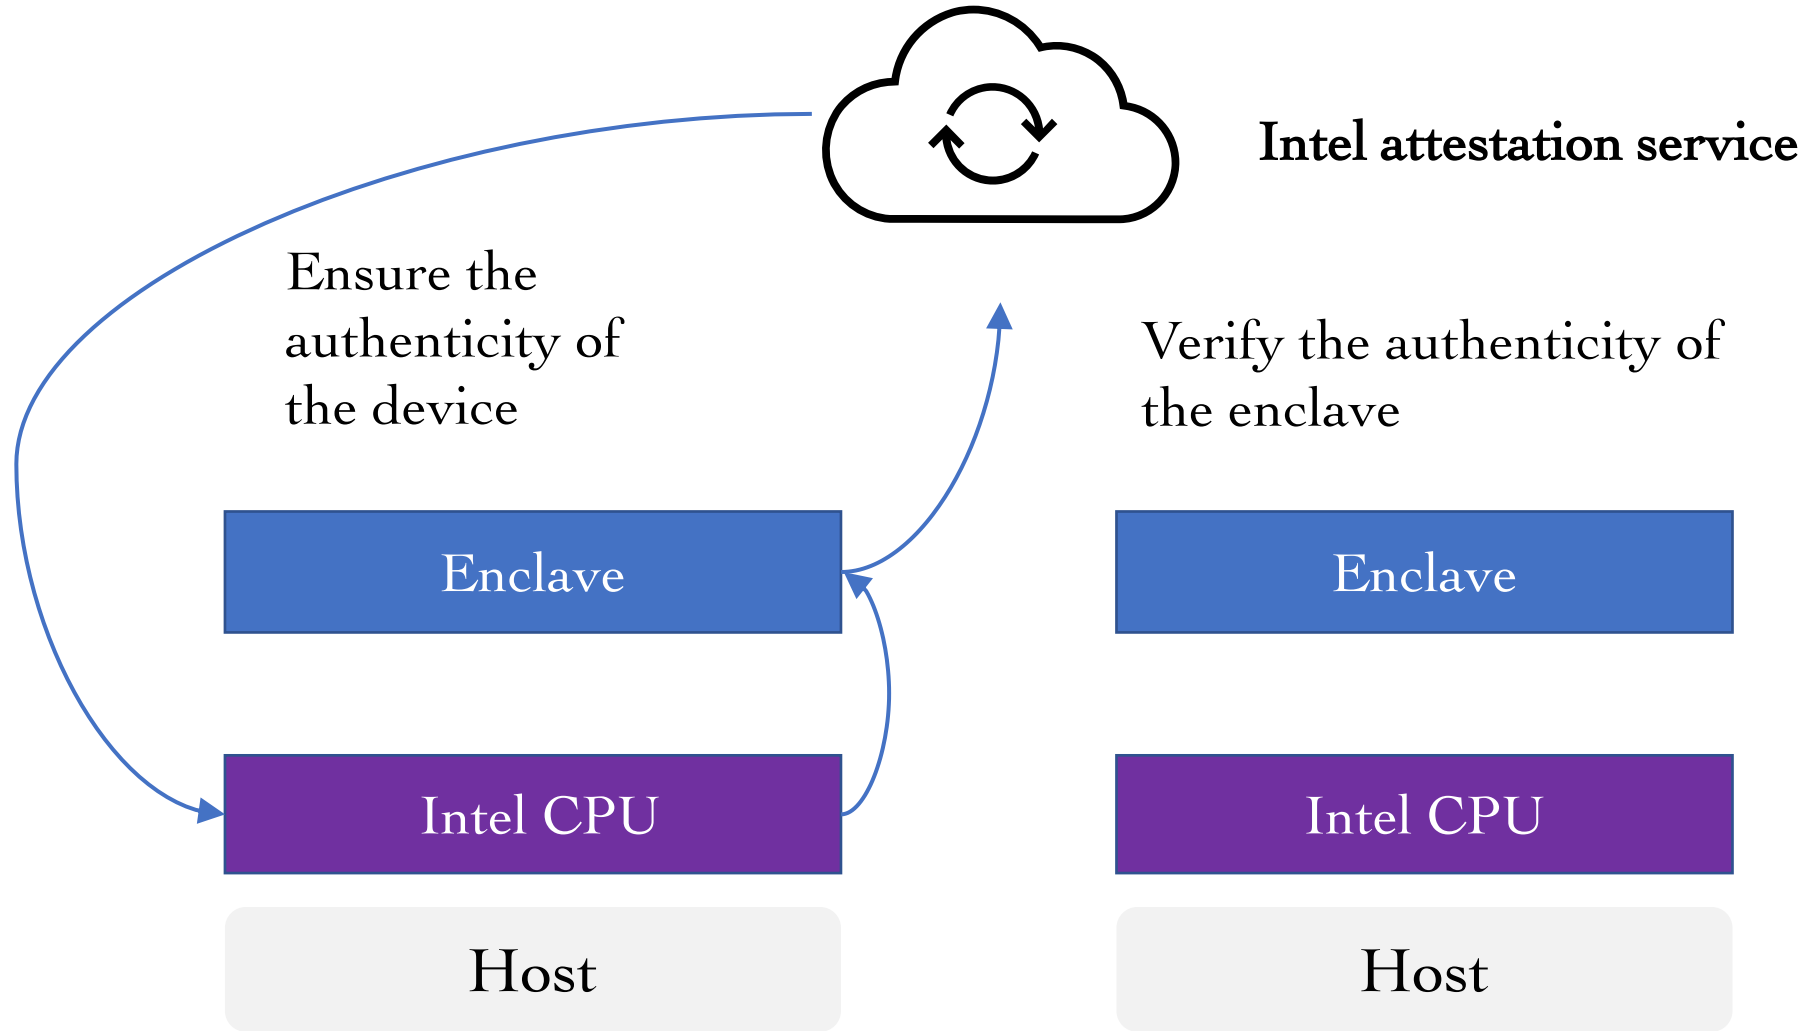 Intel attestation service
Ensure the
authenticity of
the device
Verify the authenticity of
the enclave
Enclave
Enclave
Intel CPU
Intel CPU
Host
Host